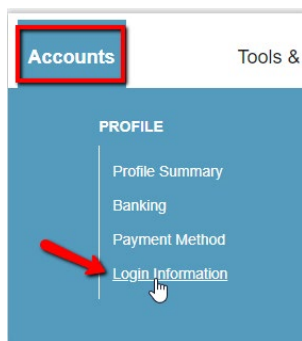 Accounts
Tools &
PROFILE
Profile Summary
Banking
Payment Method
Login Information